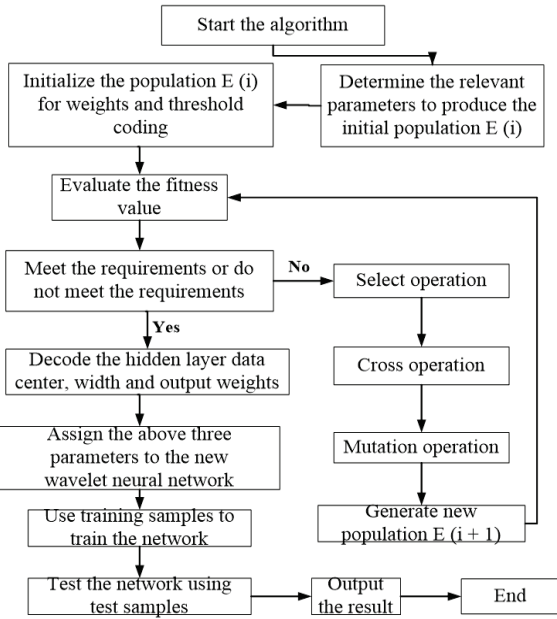 Start the algorithm
Determine the relevant
parameters to produce the
initial population E (i)
Initialize the population E (i)
for weights and threshold
coding
Evaluate the fitness
value
Meet the requirements or do
not meet the requirements
No
Yes
Select operation
Cross operation
Mutation operation
Generate new
population E (i + 1)
Decode the hidden layer data
center, width and output weights
Assign the above three
parameters to the new
wavelet neural network
Use training samples to
train the network
Test the network using
test samples
Output
the result
End